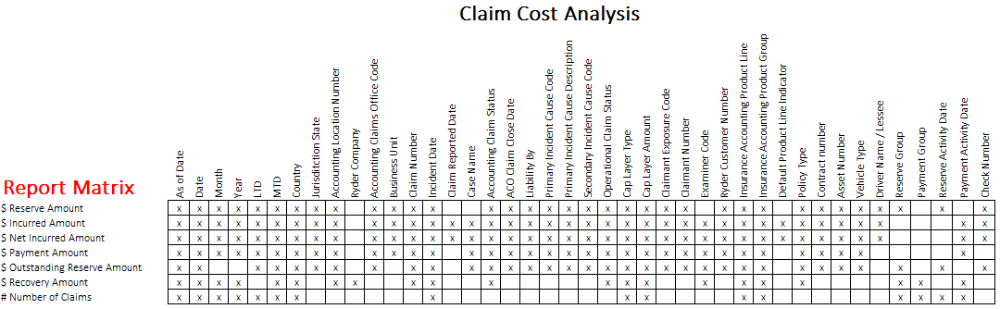 Claim Cost Analysis
Report Matrix
As of Date
Date
Month
Year
LTD
MTD
Country
Jurisdiction State
Accounting Location Number
Ryder Company
Accounting Claims Office Code
Business Unit
Claim Number
Incident Date
Claim Reported Date
Case Name
Accounting Claim Status
ACO Claim Close Date
Liability By
Primary Incident Cause Code
Primary Incident Cause Description
Secondary Incident Cause Code
Operational Claim Status
Cap Layer Type
Cap Layer Amount
Claimant Exposure Code
Claimant Number
Examiner Code
Ryder Customer Number
Insurance Accounting Product Line
Insurance Accounting Product Group
Default Product Line Indicator
Policy Type
Contract number
Asset Number
Vehicle Type
Driver Name / Lessee
Reserve Group
Payment Group
Reserve Activity Date
Payment Activity Date
Check Number
$ Reserve Amount x x x x x x x x x x x x x x x x x x x x x x x x x x x x x x x x x x x
$ Incurred Amount x x x x x x x x x x x x x x x x x x x x x x x x x x x x x x x x x x x x x x
$ Net Incurred Amount x x x x x x x x x x x x x x x x x x x x x x x x x x x x x x x x x x x x x x
$ Payment Amount x x x x x x x x x x x x x x x x x x x x x x x x x x x x x x x x x x
$ Outstanding Reserve Amount x x x x x x x x x x x x x x x x x x x x x x x x x x x x x x x x x x x
$ Recovery Amount x x x x x x x x x x x x x x x x x x x x x
# Number of Claims x x x x x x x x x x x x x x x x